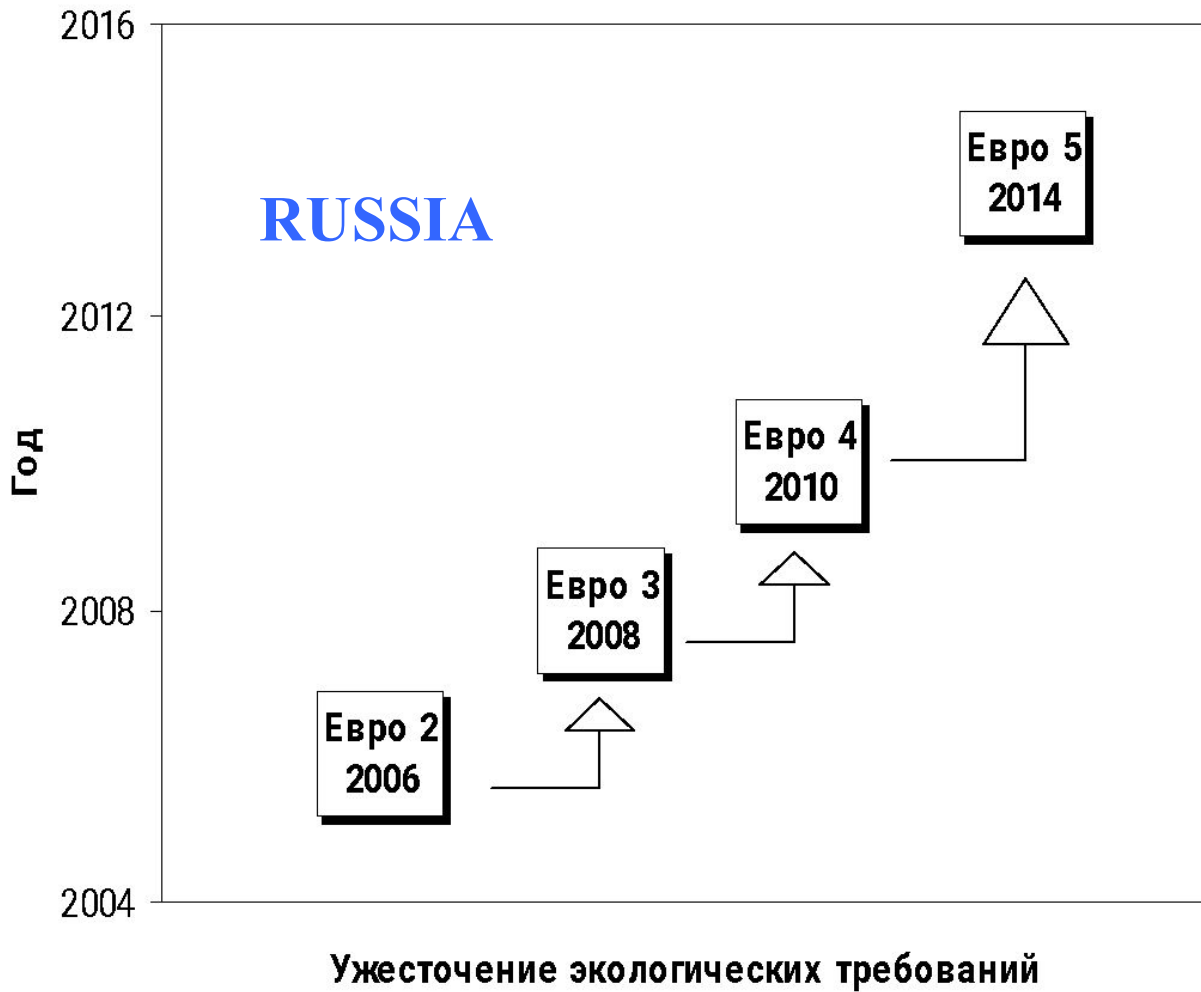 2016
Евро 5
2014
RUSSIA
2012
Евро 4
2010
Год
Евро 3
2008
2008
Евро 2
2006
2004
Ужесточение экологических требований